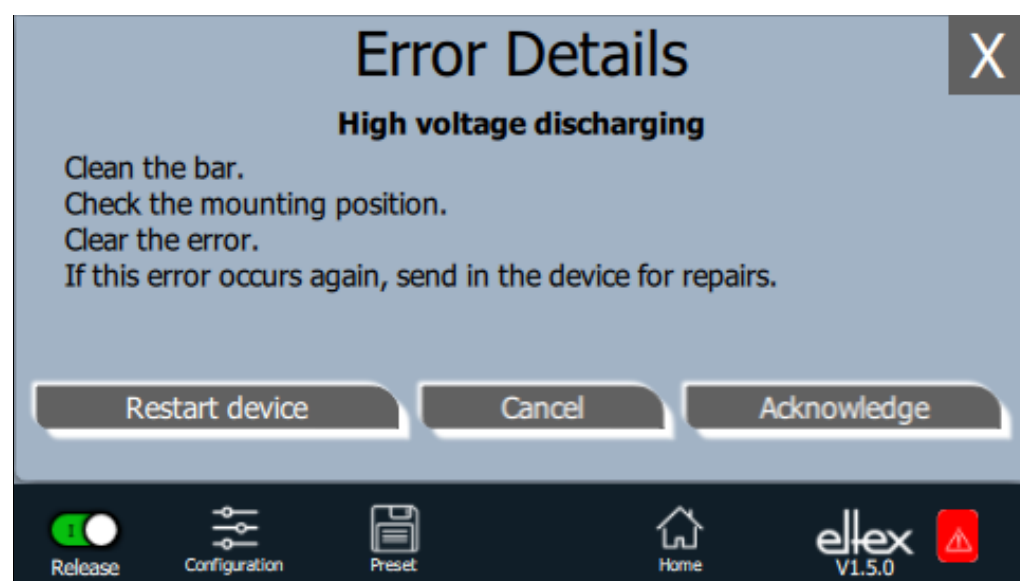 Error Details
X
High voltage discharging
Clean the bar.
Check the mounting position.
Clear the error.
If this error occurs again, send in the device for repairs.
Restart device
Cancel
Acknowledge
I
Release
Configuration
Preset
Home
eltex
V1.5.0